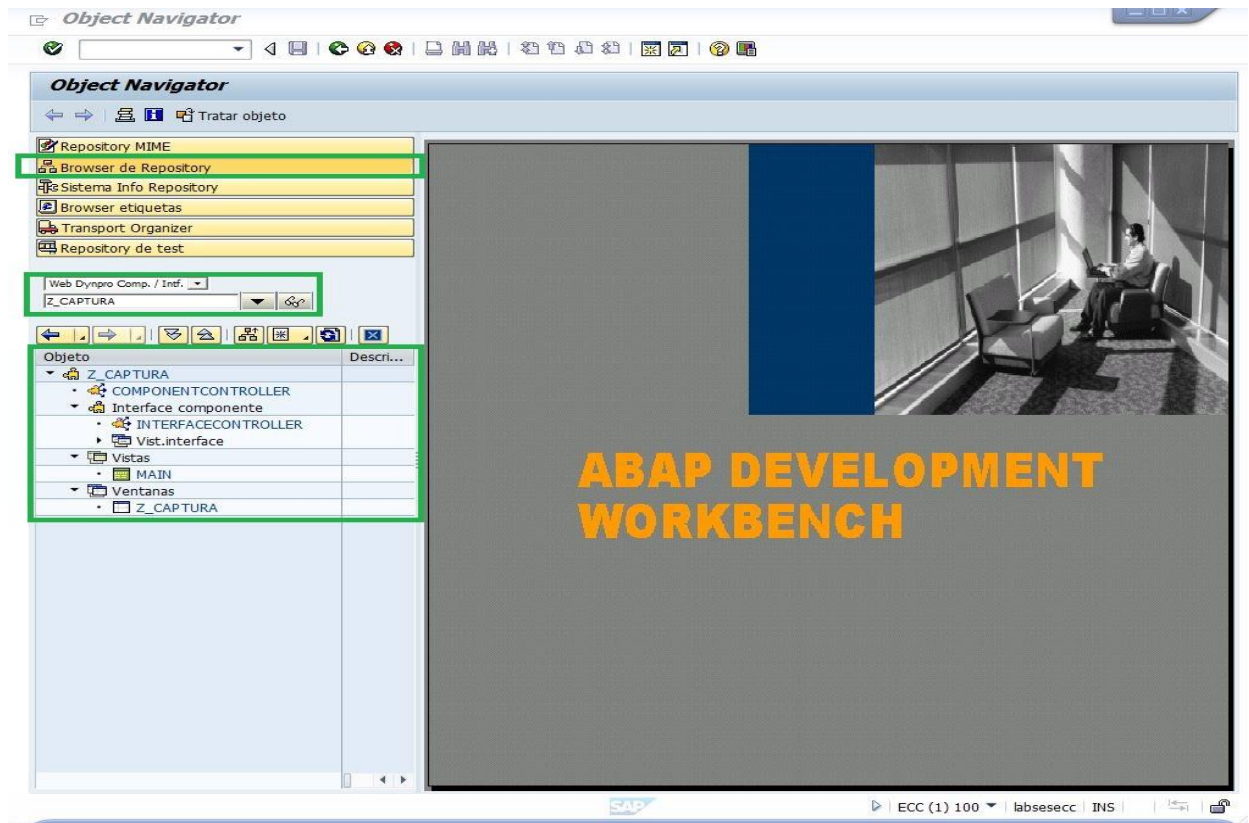 Object Navigator
Object Navigator
Tratar objeto
Repository MIME
Browser de Repository
Sistema Info Repository
Browser etiquetas
Transport Organizer
Repository de test
Web Dynpro Comp. / Intf.
Z_CAPTURA
Objeto Descri...
Z_CAPTURA
COMPONENTCONTROLLER
Interface componente
INTERFACECONTROLLER
Vist.interface
Vistas
MAIN
Ventanas
Z_CAPTURA
ABAP DEVELOPMENT
WORKBENCH
SAP
ECC (1) 100 labsesecc INS